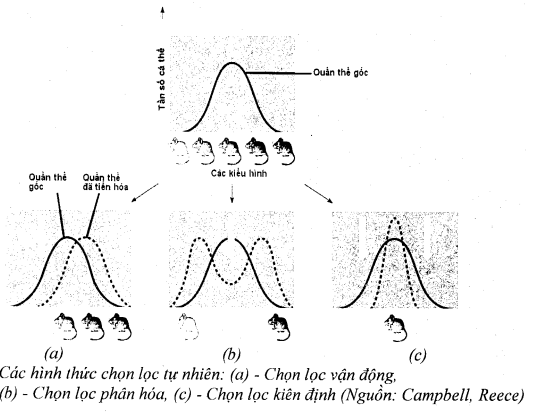 Tần số cá thể
Quần thể gốc
Các kiểu hình
Quần thể
gốc
Quần thể
đã tiến hóa
(a)
(b)
(c)
Các hình thức chọn lọc tự nhiên: (a) - Chọn lọc vận động,
(b) - Chọn lọc phân hóa, (c) - Chọn lọc kiên định (Nguồn: Campbell, Reece)